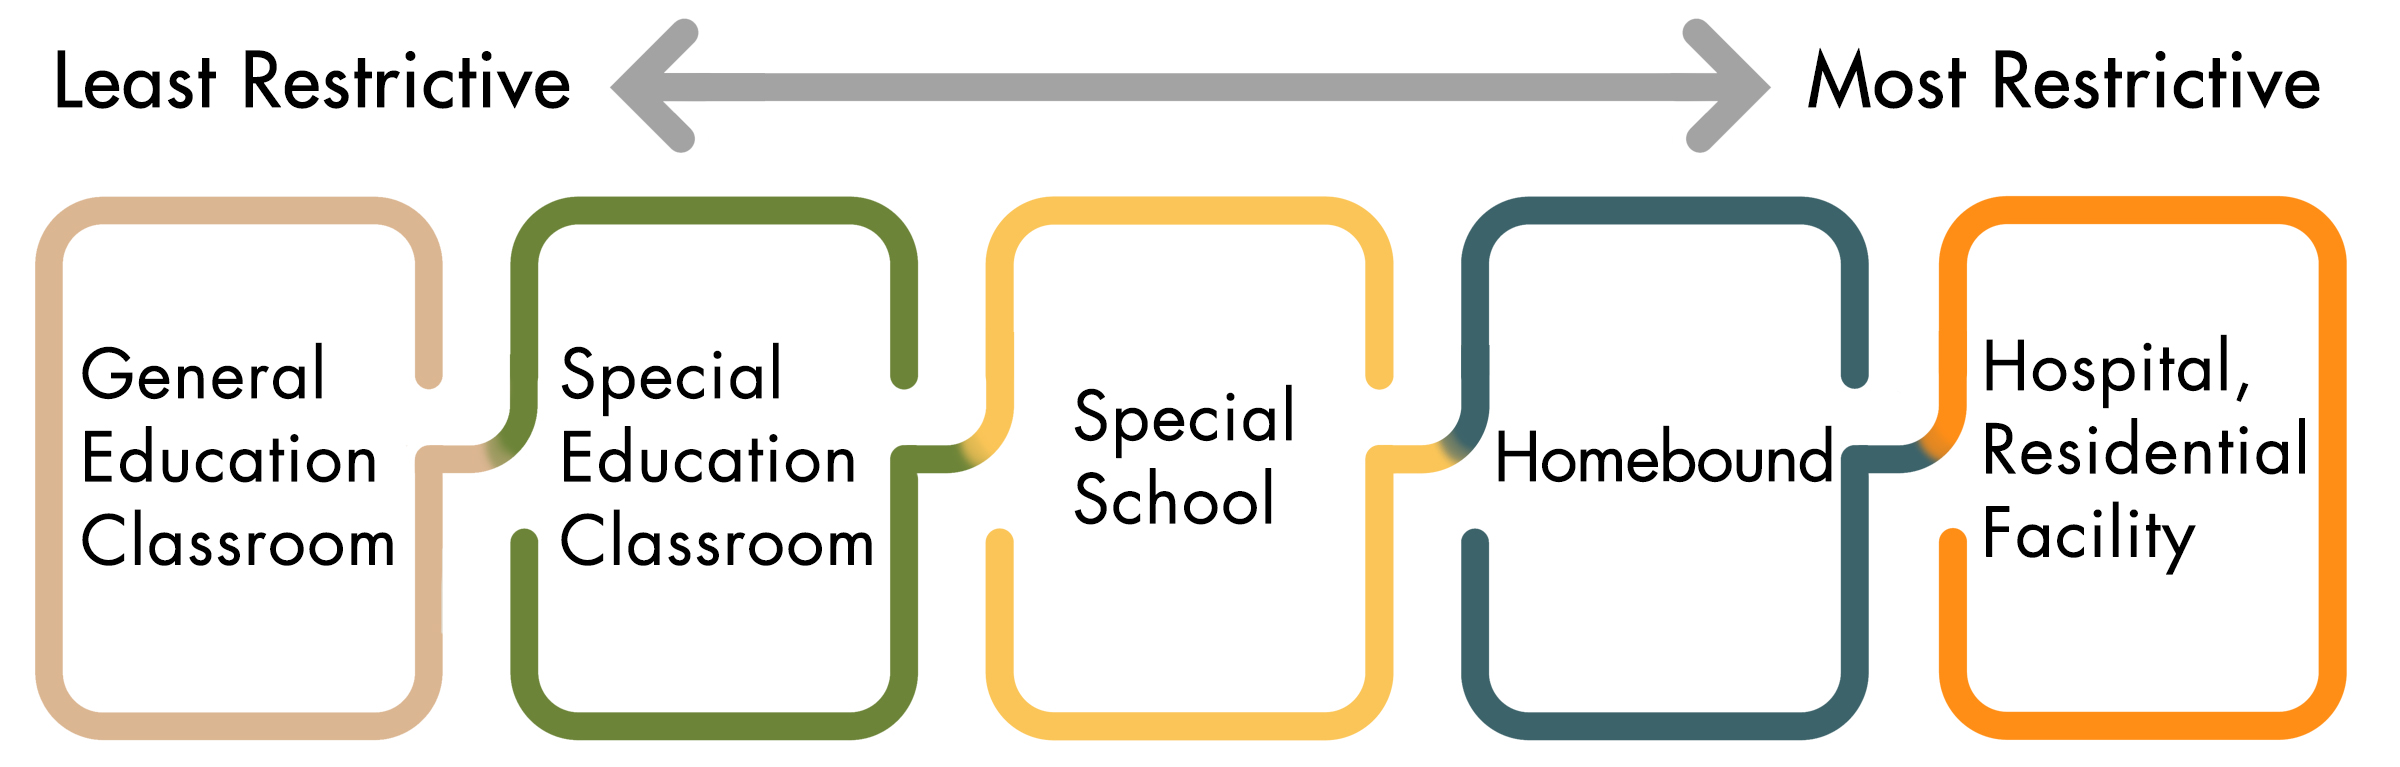 Least Restrictive
Most Restrictive
General
Education
Classroom
Special
Education
Classroom
Special
School
Homebound
Hospital,
Residential
Facility